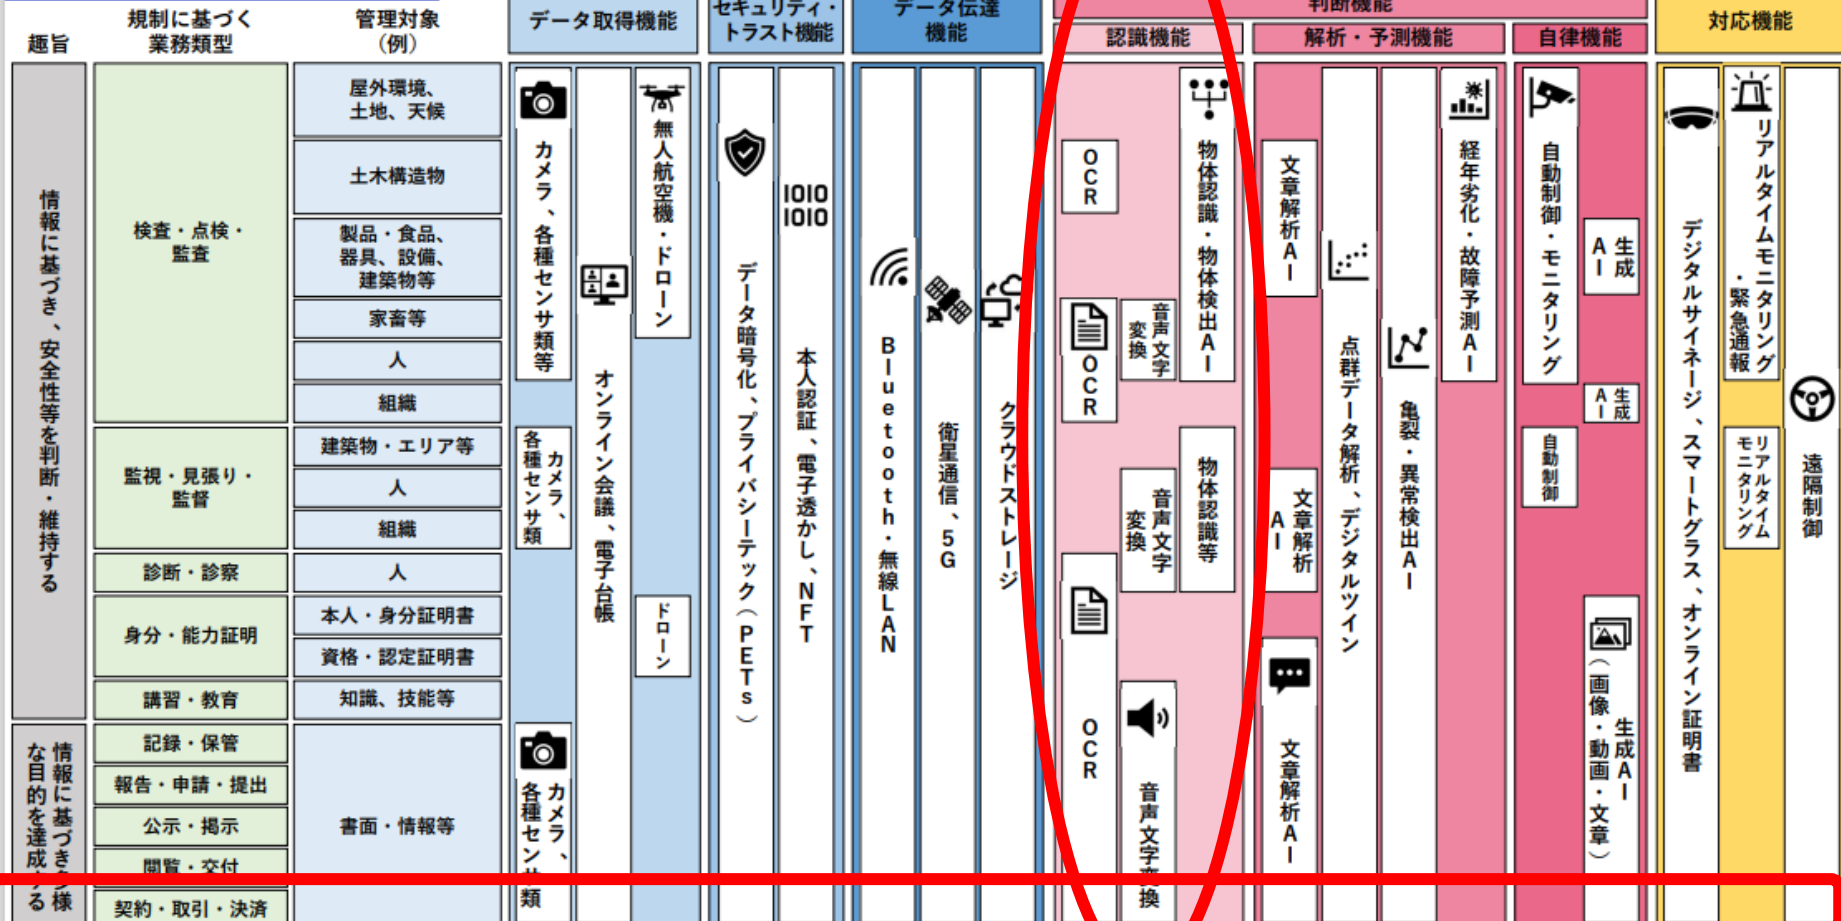 趣旨
規制に基づく
業務類型
管理対象
（例）
データ取得機能
セキュリティ・
トラスト機能
データ伝達
機能
判断機能
認識機能
解析・予測機能
自律機能
対応機能
情報に基づき、安全性等を判断・維持する
検査・点検・
監査
屋外環境、
土地、天候
土木構造物
製品・食品、
器具、設備、
建築物等
家畜等
人
組織
監視・見張り・
監督
建築物・エリア等
人
組織
診断・診察
人
身分・能力証明
本人・身分証明書
資格・認定証明書
講習・教育
知識、技能等
情報に基づき多様
な目的を達成する
記録・保管
報告・申請・提出
公示・掲示
閲覧・交付
契約・取引・決済
書面・情報等
カメラ、各種センサ類等
カメラ、
各種センサ類
カメラ、
各種センサ類
オンライン会議、電子台帳
無人航空機・ドローン
ドローン
データ暗号化、プライバシーテック（PETs）
1010
1010
本人認証、電子透かし、NFT
Bluetooth・無線LAN
衛星通信、5G
クラウドストレージ
OCR
OCR
OCR
音声文字
変換
音声文字
変換
音声文字変換
物体認識・物体検出AI
物体認識等
文章解析AI
文章解析
AI
文章解析AI
点群データ解析、デジタルツイン
亀裂・異常検出AI
経年劣化・故障予測AI
自動制御・モニタリング
自動制御
生成
AI
生成
AI
生成AI
（画像・動画・文章）
デジタルサイネージ、スマートグラス、オンライン証明書
リアルタイムモニタリング
・緊急通報
リアルタイム
モニタリング
遠隔制御